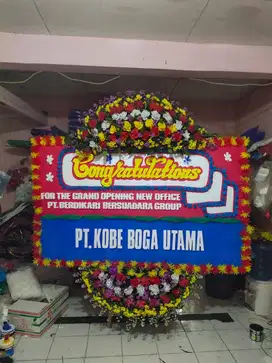 Congratulations
FOR THE GRAND OPENING NEW OFFICE
PT. BERDIKARI BERSUADARA GROUP
PT. KOBE BOGA UTAMA